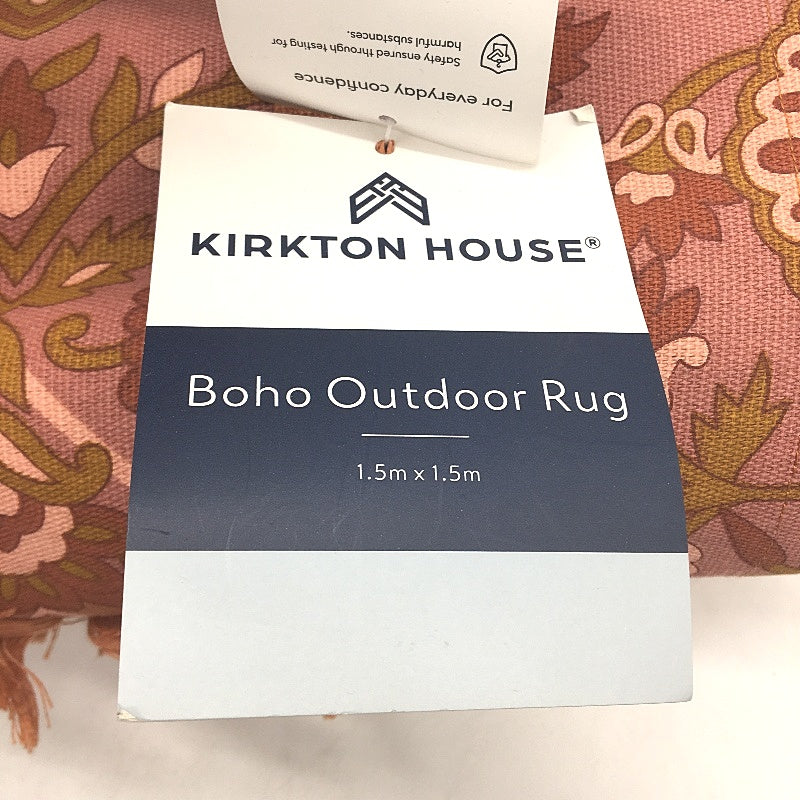 For everyday confidence
Safety ensured through testing for
harmful substances.
KIRKTON HOUSE®
Boho Outdoor Rug
1.5m x 1.5m